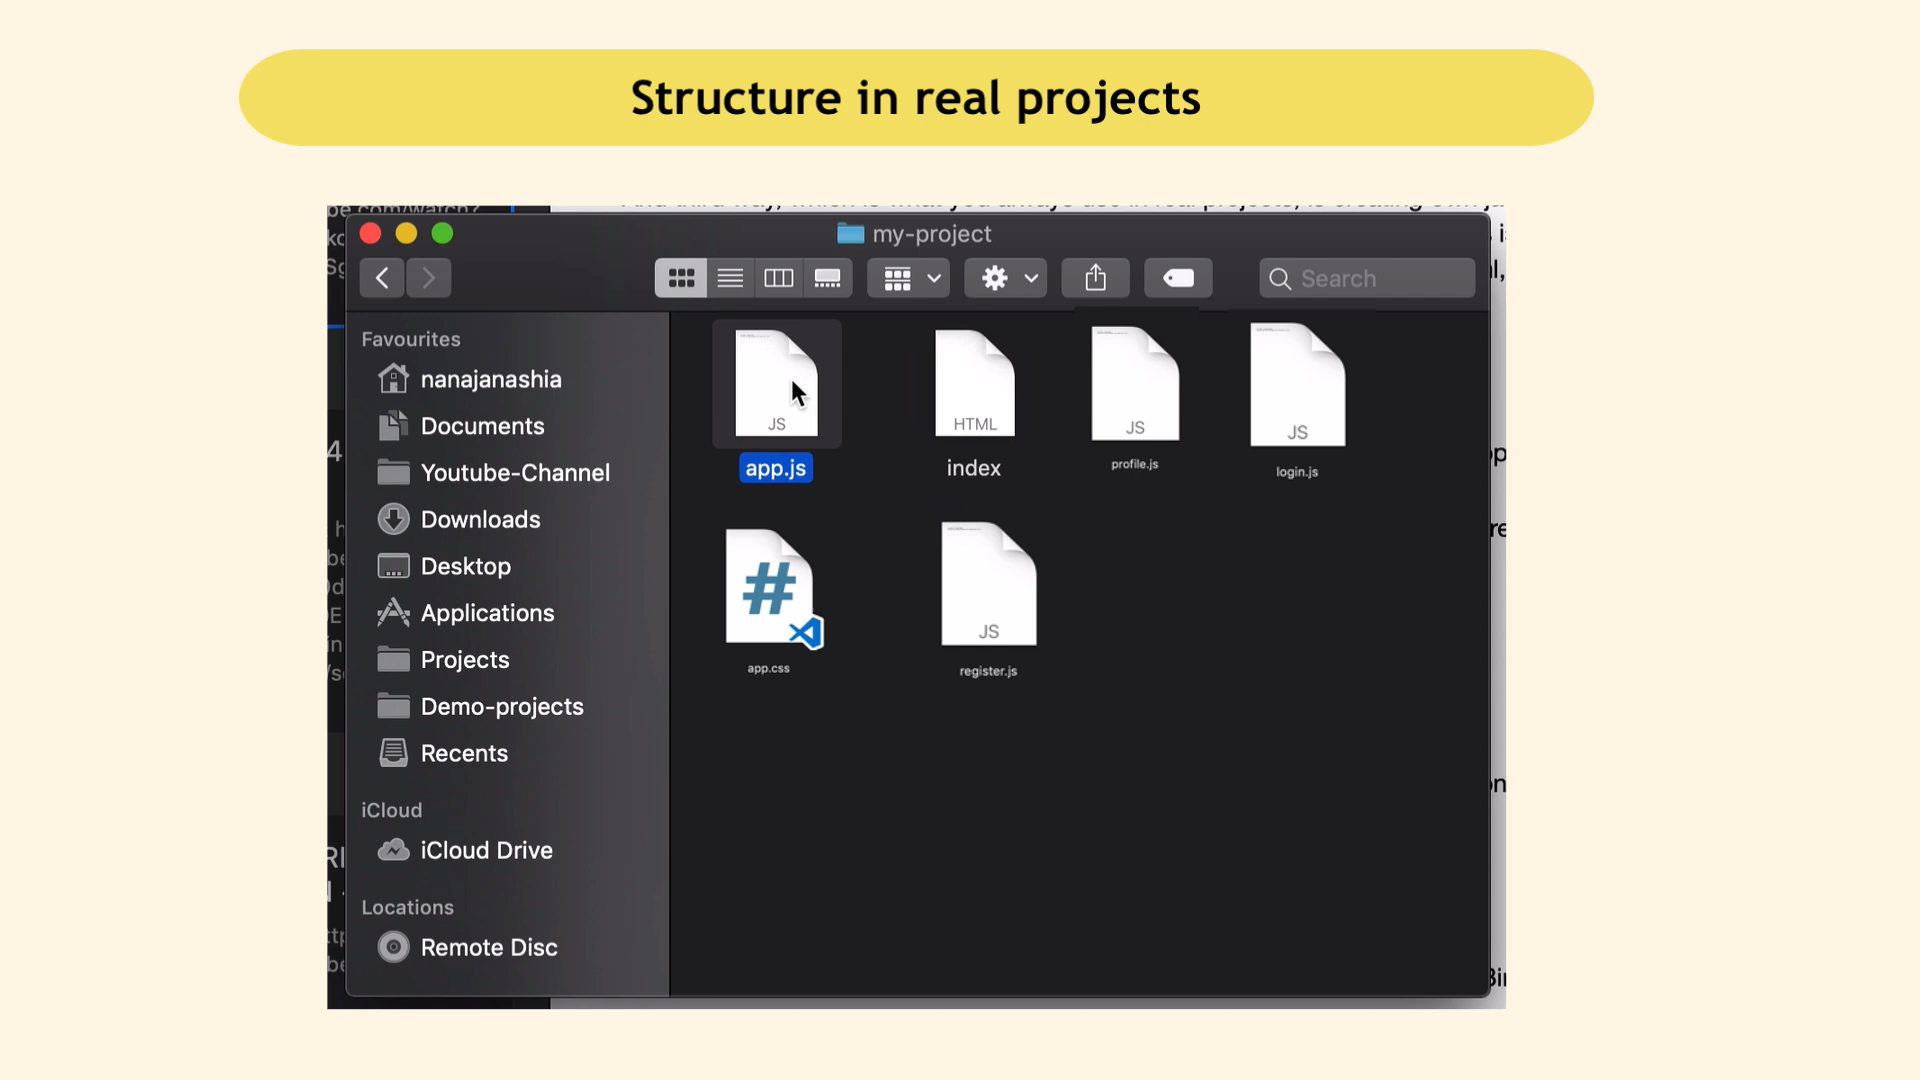 Structure in real projects
my-project
Search
Favourites
nanajanashia
Documents
Youtube-Channel
Downloads
Desktop
Applications
Projects
Demo-projects
Recents
iCloud
iCloud Drive
Locations
Remote Disc
JS
HTML
JS
JS
app.js
index
profile.js
login.js
#
JS
app.css
register.js